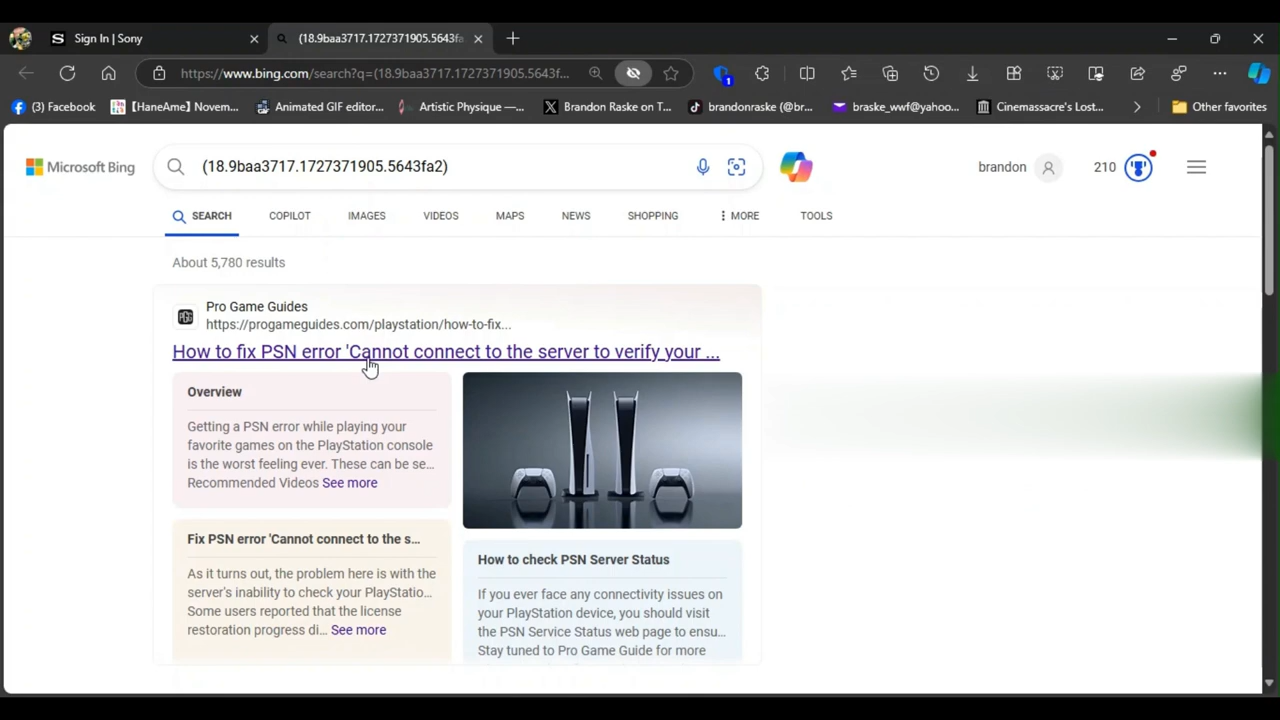 Sign In | Sony
(18.9baa3717.1727371905.5643fa
https://www.bing.com/search?q=(18.9baa3717.1727371905.5643f...
1
(3) Facebook
[HaneAme] Novem...
Animated GIF editor...
Artistic Physique —...
Brandon Raske on T...
brandonraske (@br...
braske_wwf@yahoo...
Cinemassacre's Lost...
Other favorites
Microsoft Bing
(18.9baa3717.1727371905.5643fa2)
brandon
210
SEARCH
COPILOT
IMAGES
VIDEOS
MAPS
NEWS
SHOPPING
MORE
TOOLS
About 5,780 results
PGG
Pro Game Guides
https://progameguides.com/playstation/how-to-fix...
How to fix PSN error 'Cannot connect to the server to verify your ...
Overview
Getting a PSN error while playing your
favorite games on the PlayStation console
is the worst feeling ever. These can be se...
Recommended Videos See more
Fix PSN error 'Cannot connect to the s...
As it turns out, the problem here is with the
server's inability to check your PlayStatio...
Some users reported that the license
restoration progress di... See more
How to check PSN Server Status
If you ever face any connectivity issues on
your PlayStation device, you should visit
the PSN Service Status web page to ensu...
Stay tuned to Pro Game Guide for more